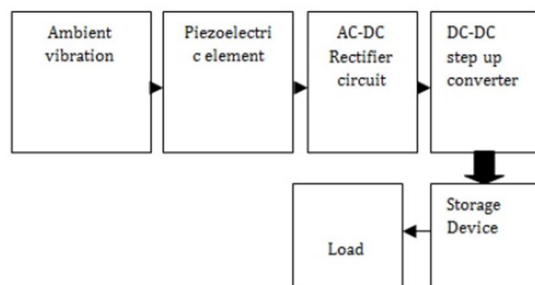 Ambient
vibration
Piezoelectri
c element
AC-DC
Rectifier
circuit
DC-DC
step up
converter
Storage
Device
Load